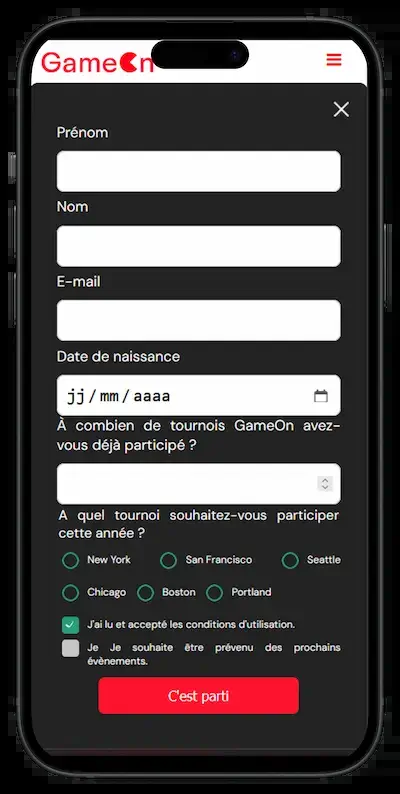 GameOn
Prénom
Nom
E-mail
Date de naissance
jj/mm/aaaa
À combien de tournois GameOn avez-
vous déjà participé ?
A quel tournoi souhaitez-vous participer
cette année ?
New York San Francisco Seattle
Chicago Boston Portland
J'ai lu et accepté les conditions d'utilisation.
Je Je souhaite être prévenu des prochains
évènements.
C'est parti